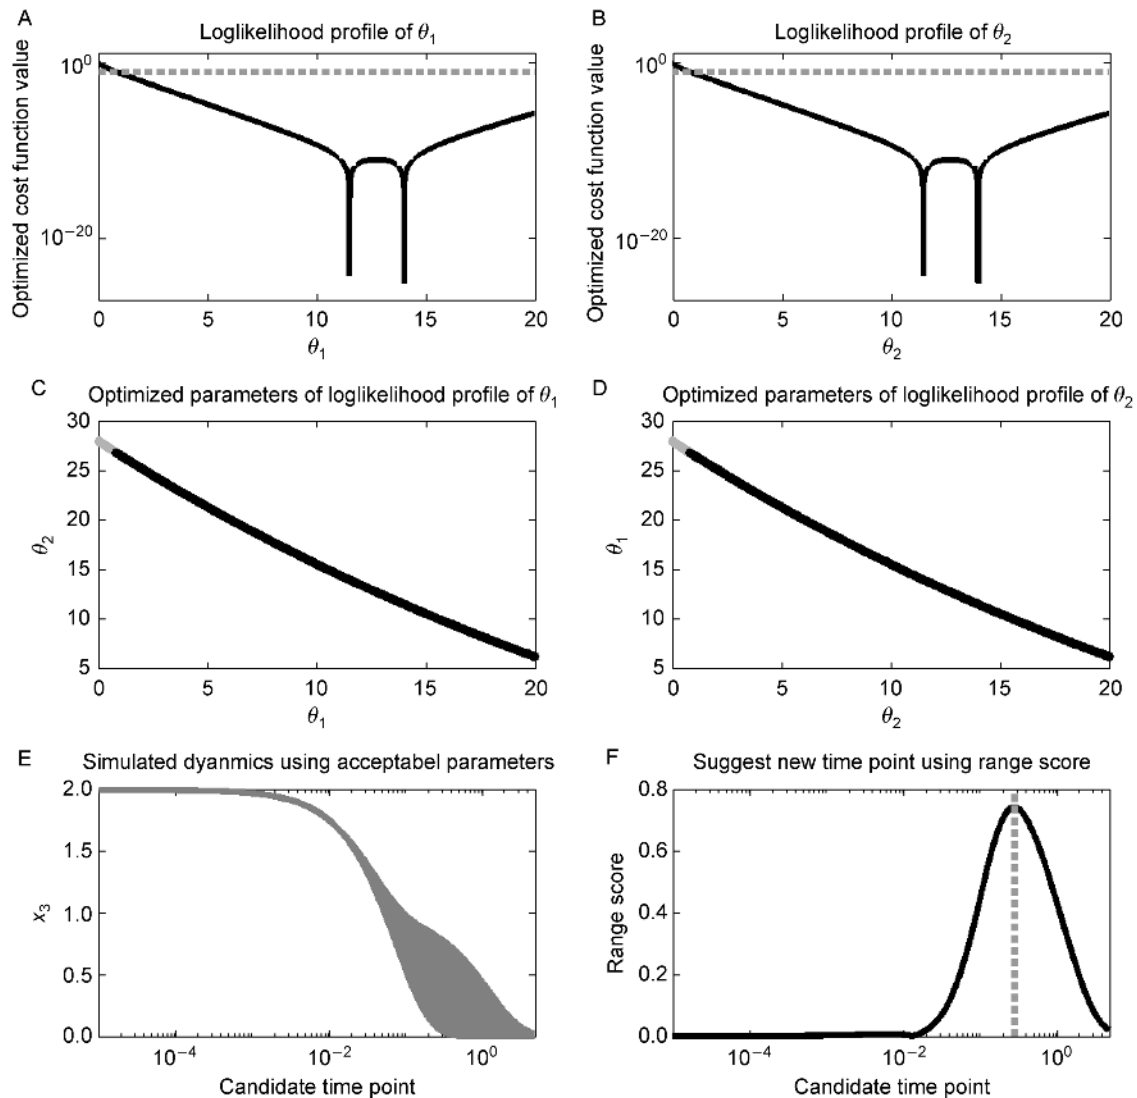 A
Loglikelihood profile of θ1
Optimized cost function value
10^0
10^−20
0 5 10 15 20
θ1
B
Loglikelihood profile of θ2
Optimized cost function value
10^0
10^−20
0 5 10 15 20
θ2
C
Optimized parameters of loglikelihood profile of θ1
θ2
30
25
20
15
10
5
0 5 10 15 20
θ1
D
Optimized parameters of loglikelihood profile of θ2
θ1
30
25
20
15
10
5
0 5 10 15 20
θ2
E
Simulated dyanmics using acceptabel parameters
x3
2.0
1.5
1.0
0.5
0.0
10^−4 10^−2 10^0
Candidate time point
F
Suggest new time point using range score
Range score
0.8
0.6
0.4
0.2
0.0
10^−4 10^−2 10^0
Candidate time point